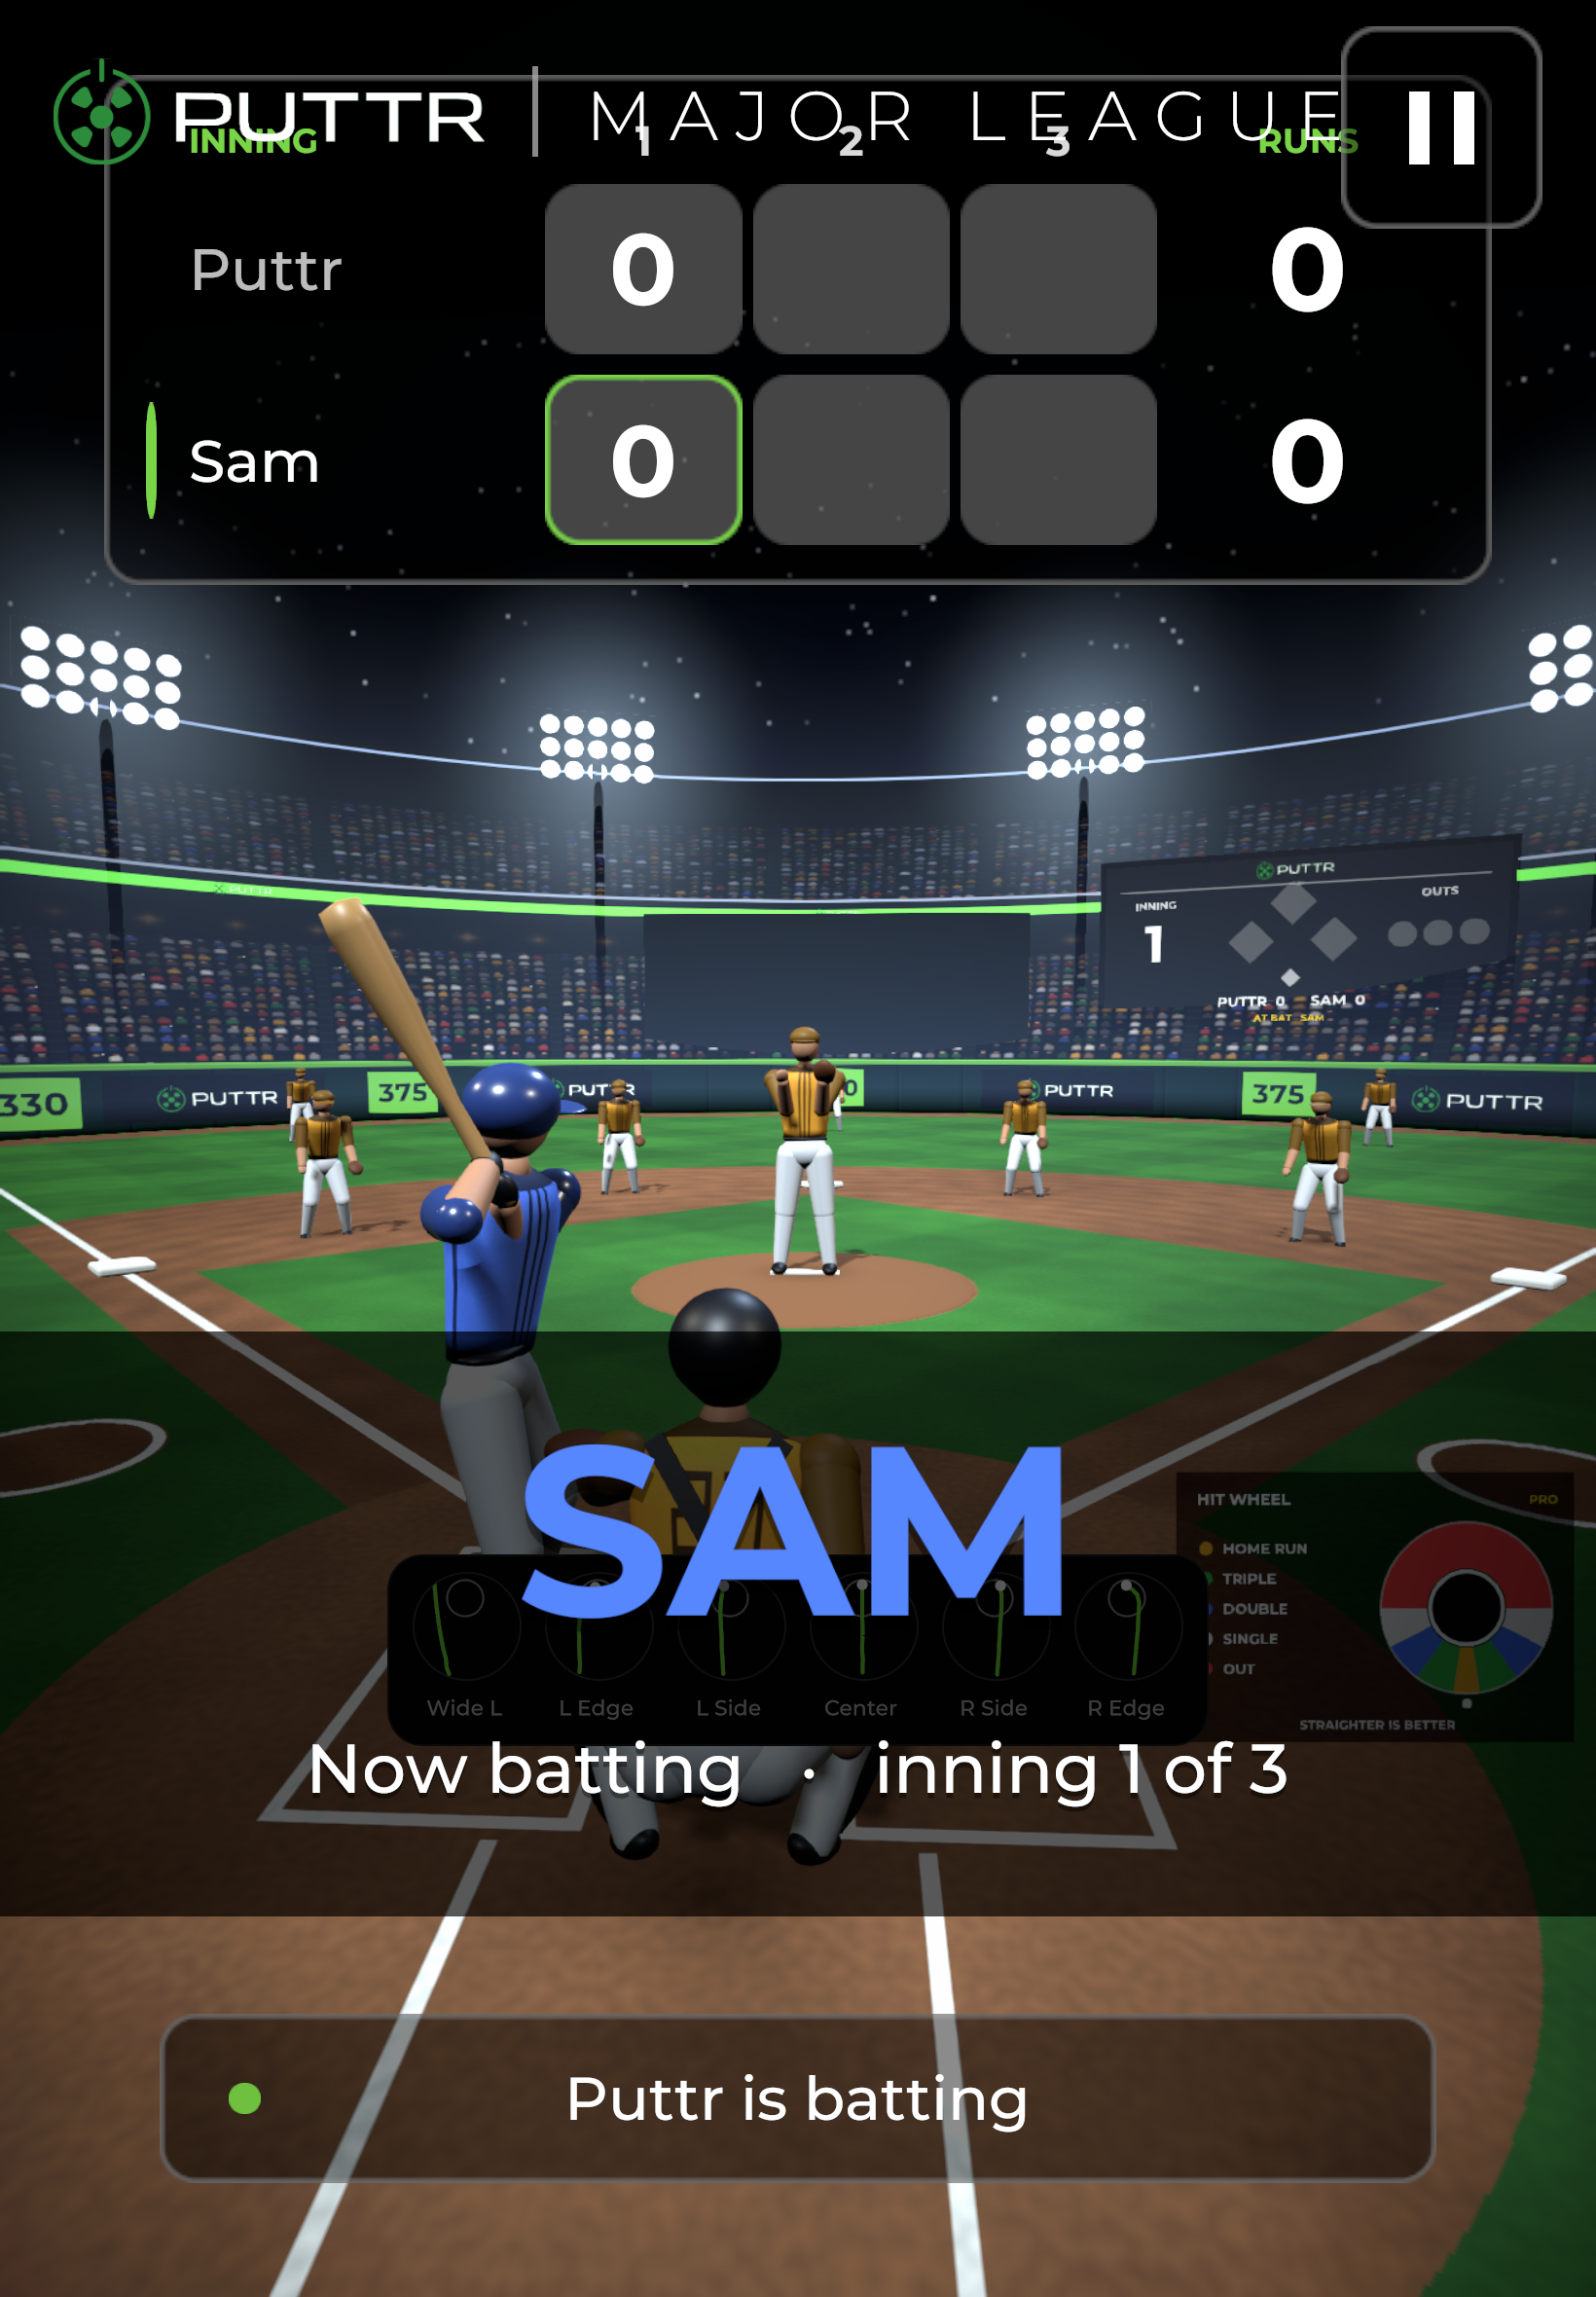 PUTTR | MAJOR LEAGUE
INNING 1 2 3 RUNS
Puttr 0 0
Sam 0 0
PUTTR
PUTTR
INNING OUTS
1
PUTTR 0 SAM 0
AT BAT SAM
330 PUTTR 375 PUTTR 0 PUTTR 375 PUTTR
SAM
HIT WHEEL PRO
HOME RUN
TRIPLE
DOUBLE
SINGLE
OUT
STRAIGHTER IS BETTER
Wide L L Edge L Side Center R Side R Edge
Now batting · inning 1 of 3
Puttr is batting